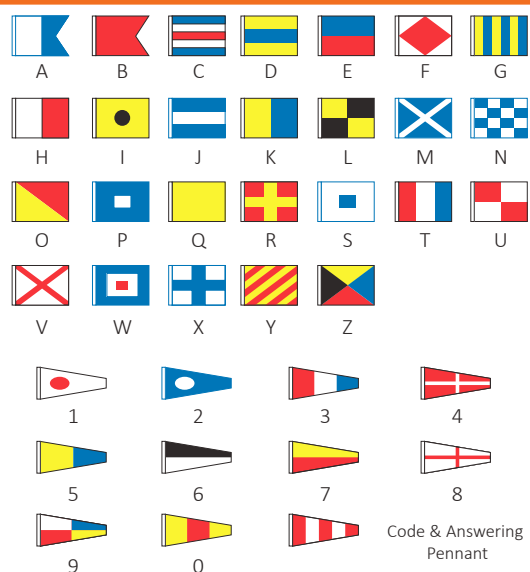 A B C D E F G
H I J K L M N
O P Q R S T U
V W X Y Z
1 2 3 4
5 6 7 8
9 0 Code & Answering
Pennant